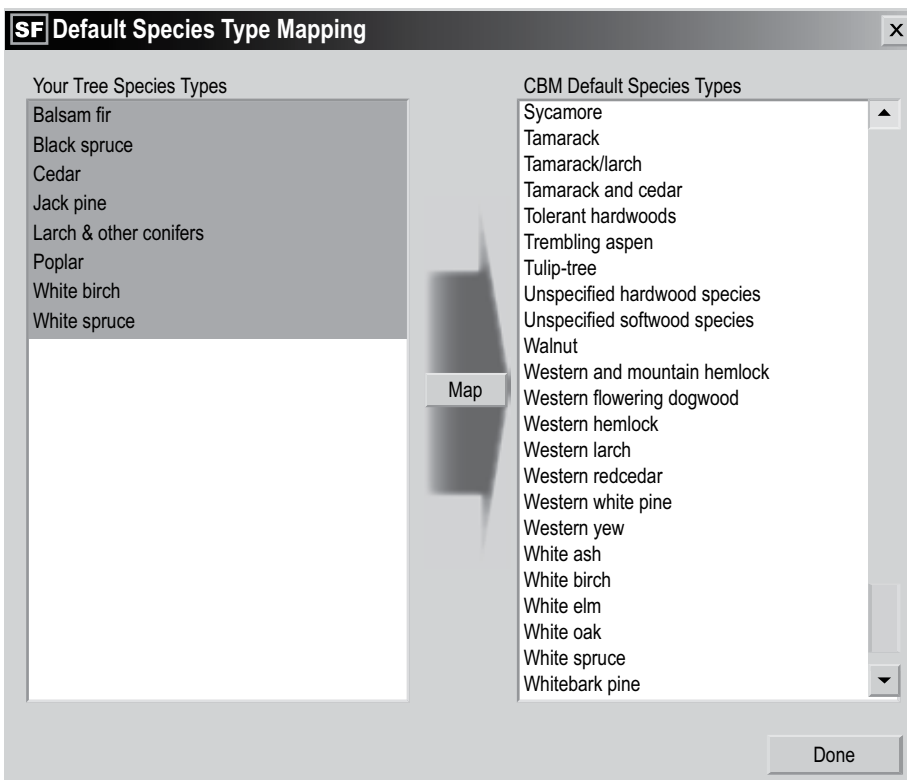 SF Default Species Type Mapping
x
Your Tree Species Types
Balsam fir
Black spruce
Cedar
Jack pine
Larch & other conifers
Poplar
White birch
White spruce
Map
CBM Default Species Types
Sycamore
Tamarack
Tamarack/larch
Tamarack and cedar
Tolerant hardwoods
Trembling aspen
Tulip-tree
Unspecified hardwood species
Unspecified softwood species
Walnut
Western and mountain hemlock
Western flowering dogwood
Western hemlock
Western larch
Western redcedar
Western white pine
Western yew
White ash
White birch
White elm
White oak
White spruce
Whitebark pine
Done